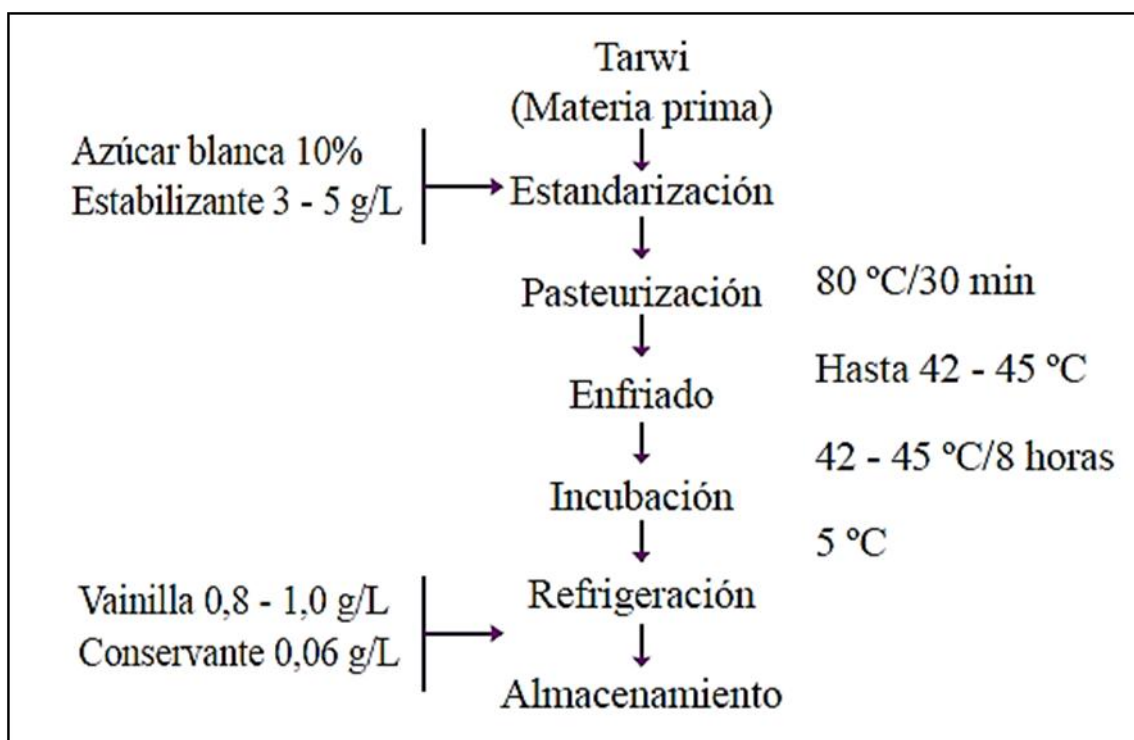 Tarwi
(Materia prima)
Azúcar blanca 10%
Estabilizante 3 - 5 g/L
Estandarización
Pasteurización
80 ºC/30 min
Enfriado
Hasta 42 - 45 ºC
Incubación
42 - 45 ºC/8 horas
5 ºC
Refrigeración
Vainilla 0,8 - 1,0 g/L
Conservante 0,06 g/L
Almacenamiento